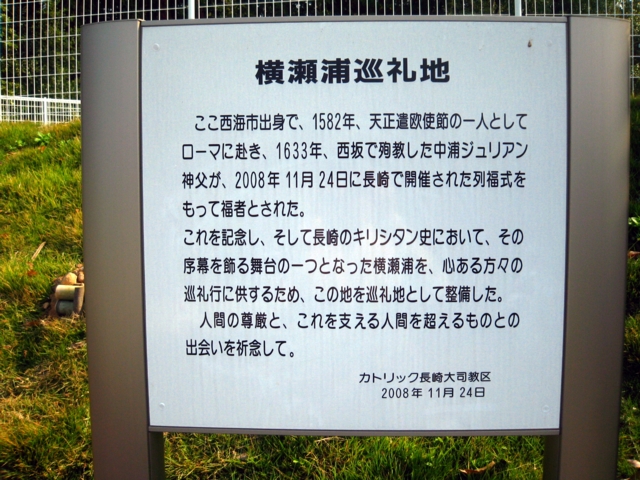 横瀬浦巡礼地
ここ西海市出身で、1582年、天正遣欧使節の一人として
ローマに赴き、1633年、西坂で殉教した中浦ジュリアン
神父が、2008年11月24日に長崎で開催された列福式を
もって福者とされた。
これを記念し、そして長崎のキリシタン史において、その
序幕を飾る舞台の一つとなった横瀬浦を、心ある方々の
巡礼行に供するため、この地を巡礼地として整備した。
人間の尊厳と、これを支える人間を超えるものとの
出会いを祈念して。
カトリック長崎大司教区
2008年11月24日